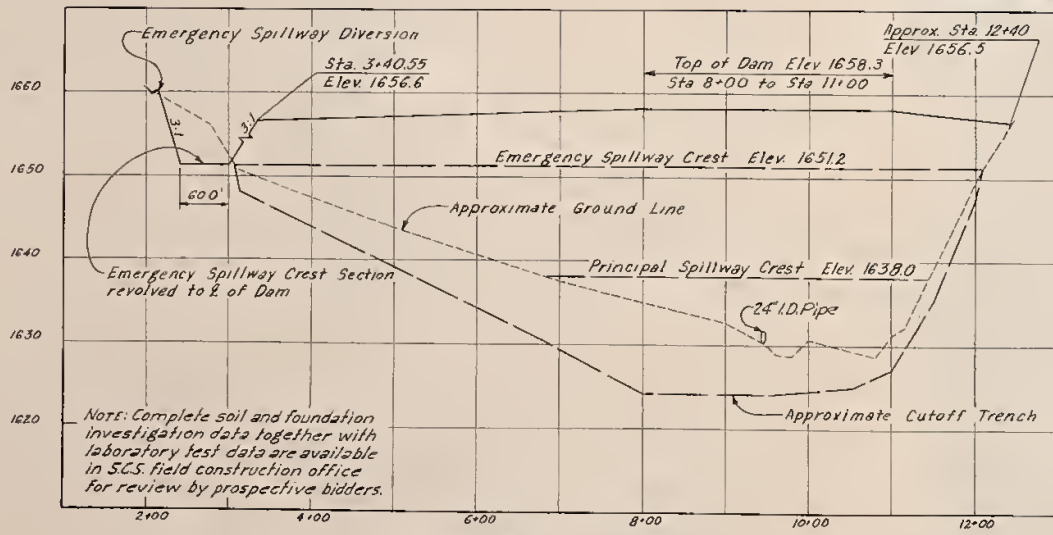 Emergency Spillway Diversion
Sta. 3+40.55
Elev. 1656.6
Approx. Sta. 12+40
Elev 1656.5
Top of Dam Elev 1658.3
Sta 8+00 to Sta 11+00
1660
3:1
3:1
Emergency Spillway Crest Elev. 1651.2
1650
60.0'
Approximate Ground Line
1640
Emergency Spillway Crest Section
revolved to ℄ of Dam
Principal Spillway Crest Elev. 1638.0
24" I.D. Pipe
1630
1620
Approximate Cutoff Trench
NOTE: Complete soil and foundation
investigation data together with
laboratory test data are available
in S.C.S. field construction office
for review by prospective bidders.
2+00
4+00
6+00
8+00
10+00
12+00